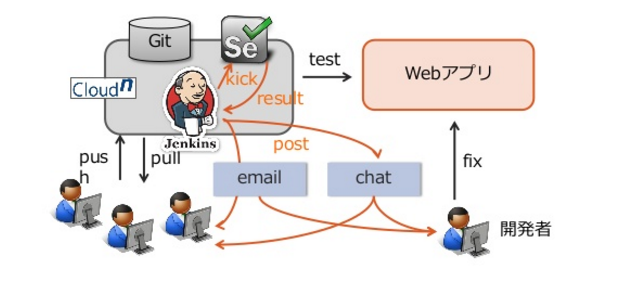 Git
Se
test
Webアプリ
Cloudn
kick
result
Jenkins
post
pus
h
pull
email
chat
fix
開発者